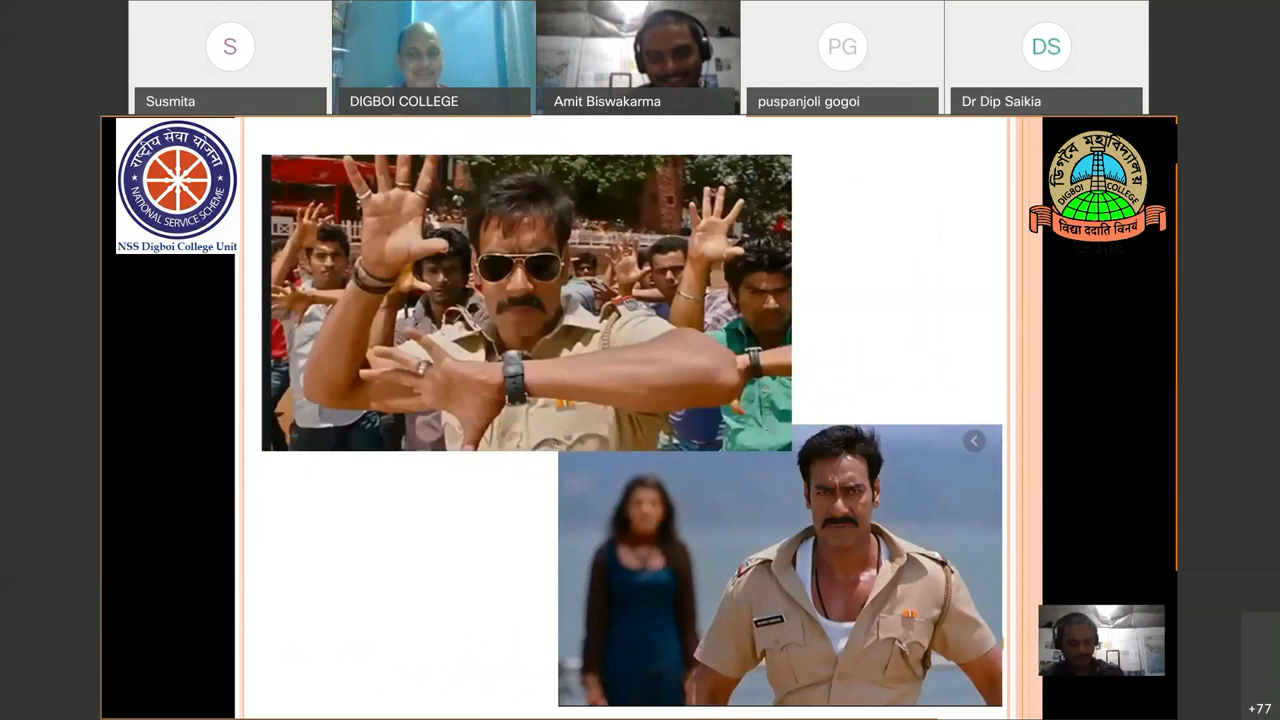 S
PG
DS
Susmita
DIGBOI COLLEGE
Amit Biswakarma
puspanjoli gogoi
Dr Dip Saikia
राष्ट्रीय सेवा योजना
NATIONAL SERVICE SCHEME
NSS Digboi College Unit
ডিগবৈ মহাবিদ্যালয়
DIGBOI COLLEGE
विद्या ददाति विनयं
+77